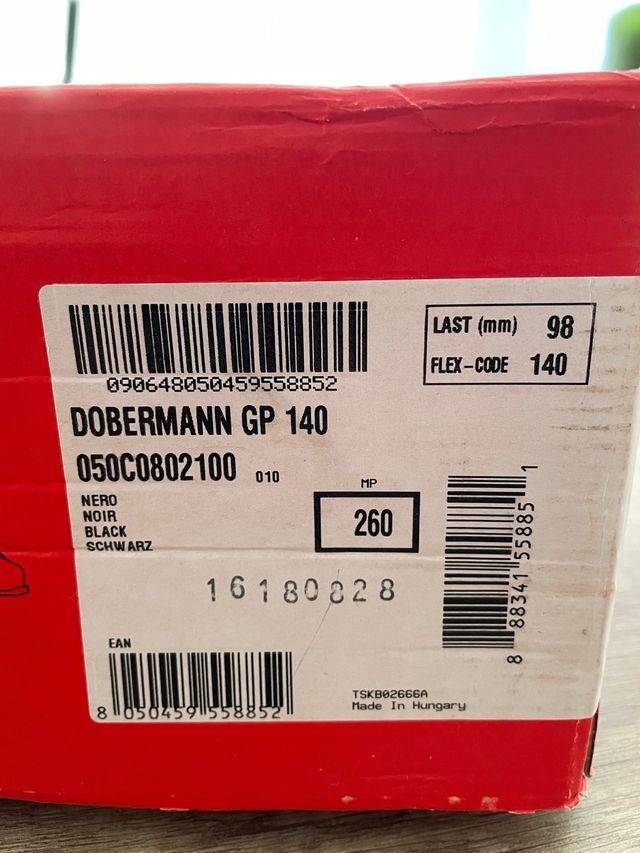 090648050459558852
LAST (mm) 98
FLEX-CODE 140
DOBERMANN GP 140
050C0802100 010
NERO
NOIR
BLACK
SCHWARZ
MP
260
16180828
8 88341 55885 1
EAN
8 050459 558852
TSKB02666A
Made In Hungary